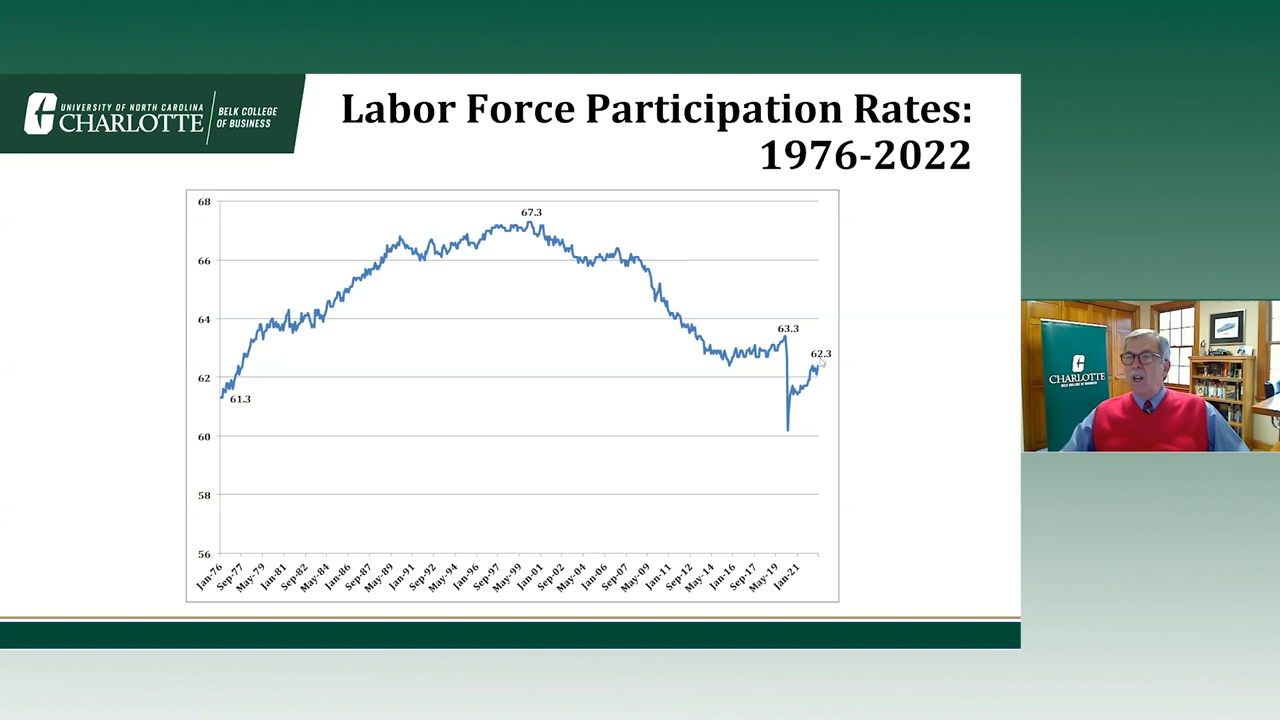 UNIVERSITY OF NORTH CAROLINA
CHARLOTTE
BELK COLLEGE
OF BUSINESS
Labor Force Participation Rates:
1976-2022
68
66
64
62
60
58
56
67.3
63.3
62.3
61.3
Jan-76
Sep-77
May-79
Jan-81
Sep-82
May-84
Jan-86
Sep-87
May-89
Jan-91
Sep-92
May-94
Jan-96
Sep-97
May-99
Jan-01
Sep-02
May-04
Jan-06
Sep-07
May-09
Jan-11
Sep-12
May-14
Jan-16
Sep-17
May-19
Jan-21
CHARLOTTE
BELK COLLEGE OF BUSINESS